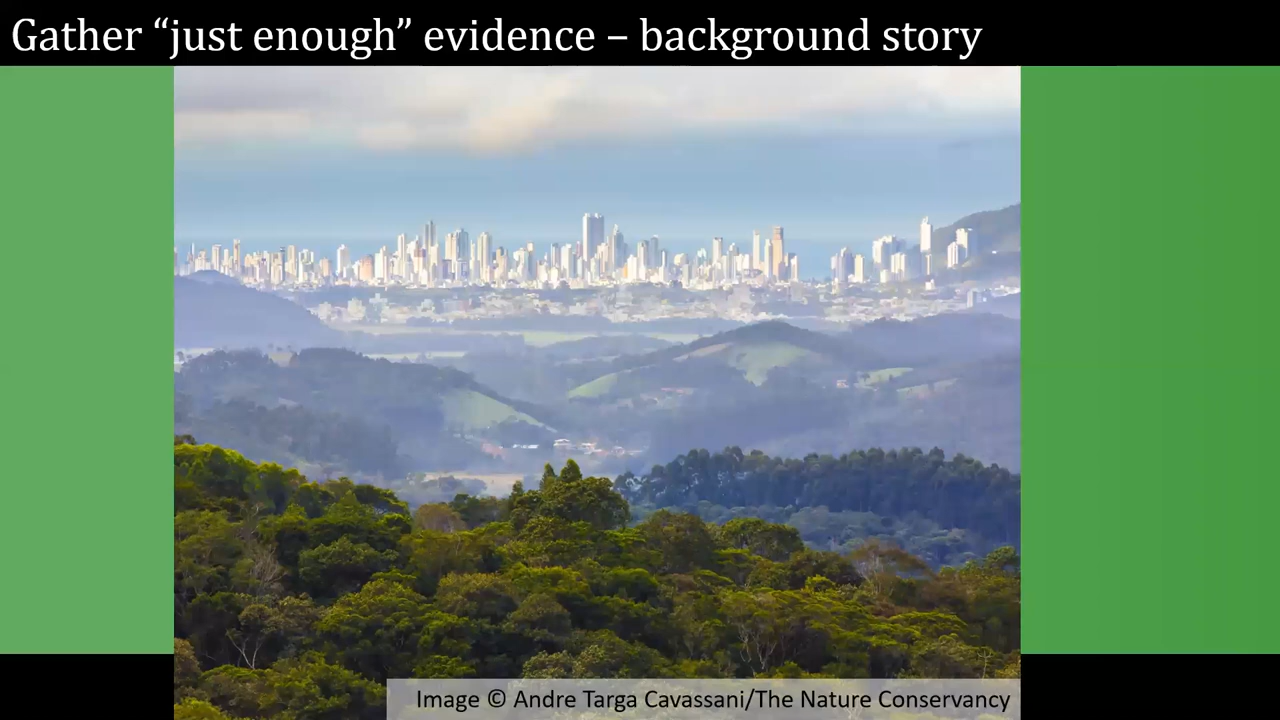 Gather “just enough” evidence – background story
Image © Andre Targa Cavassani/The Nature Conservancy